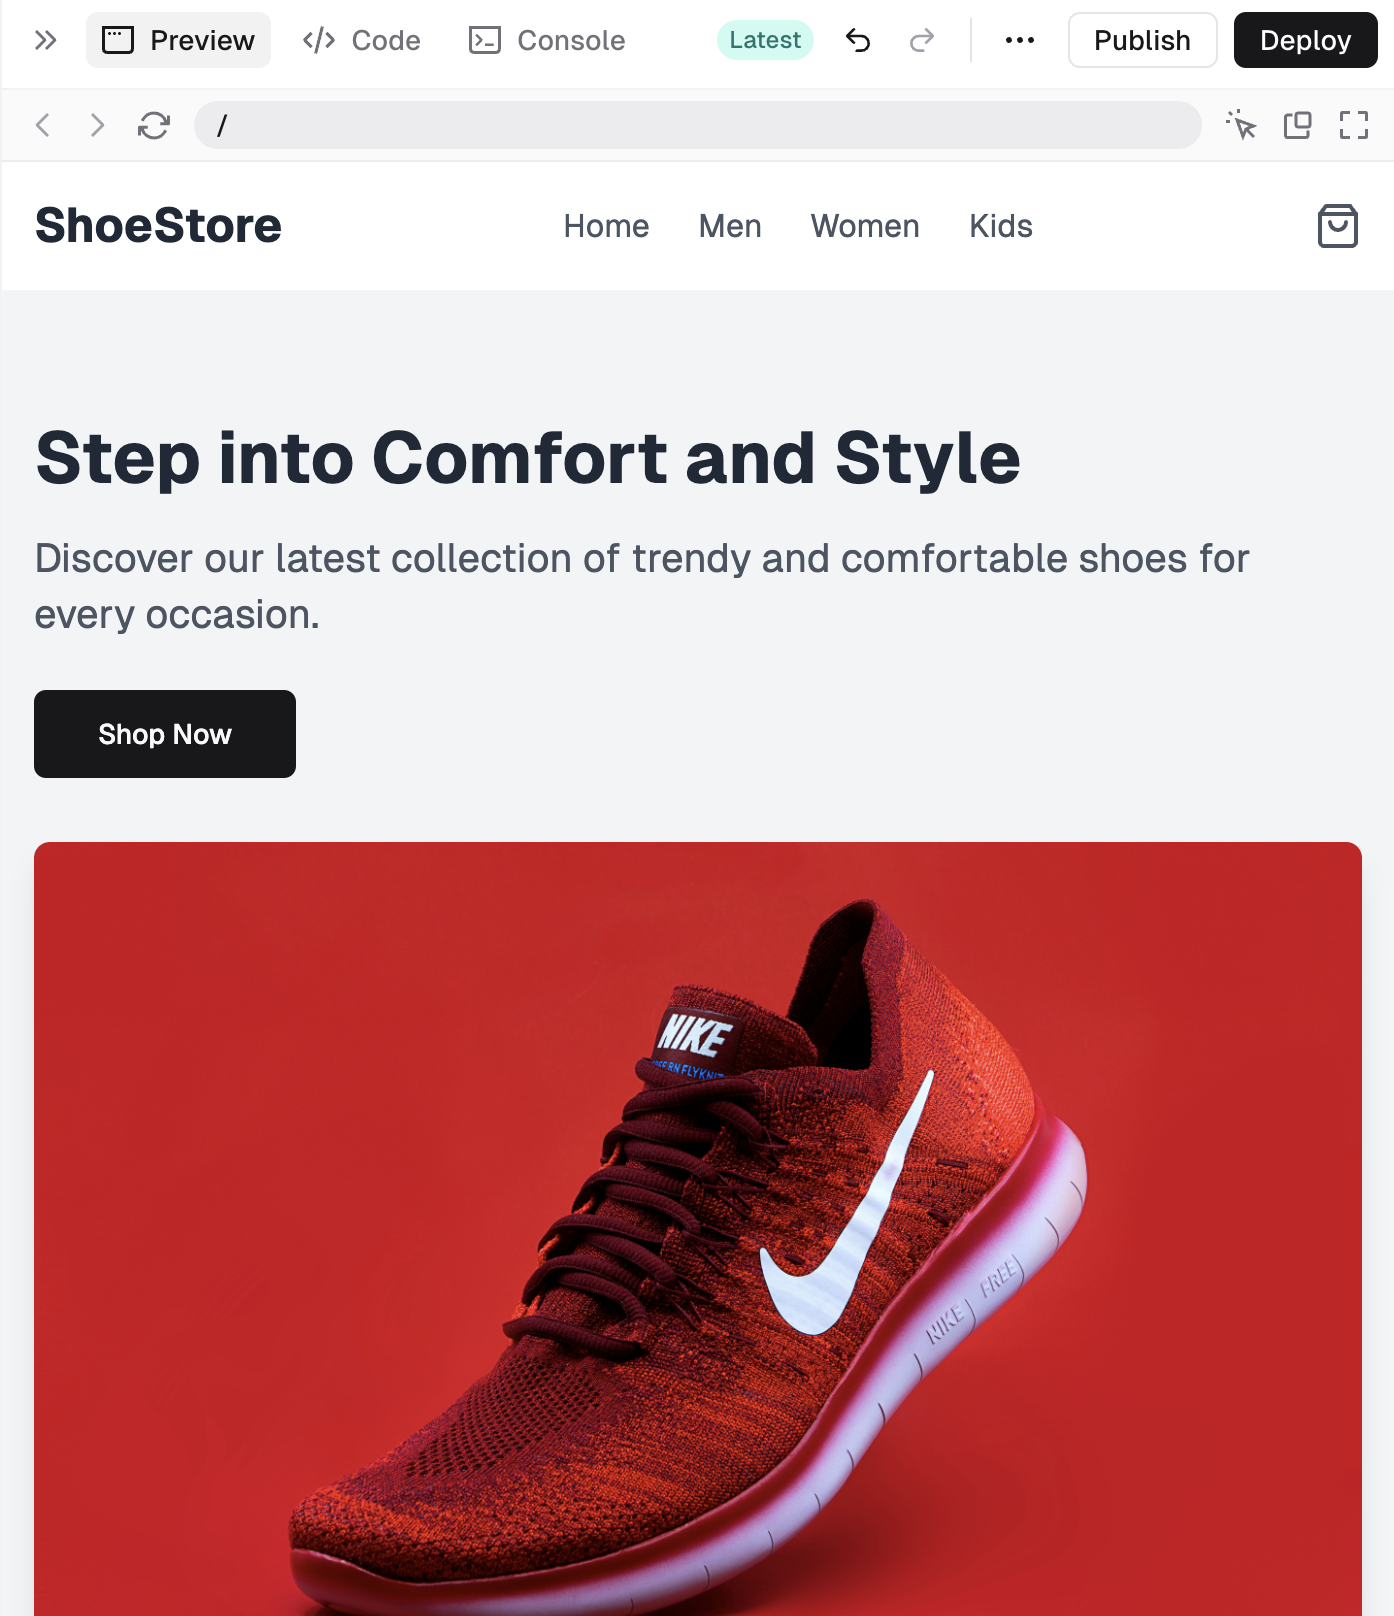 Preview Code Console Latest Publish Deploy
/
ShoeStore Home Men Women Kids
Step into Comfort and Style
Discover our latest collection of trendy and comfortable shoes for
every occasion.
Shop Now
NIKE
FLYKNIT
NIKE FREE